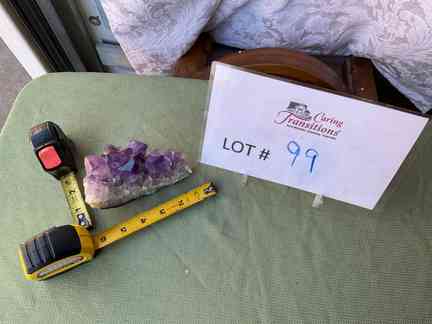 Caring
Transitions
LOT # 99